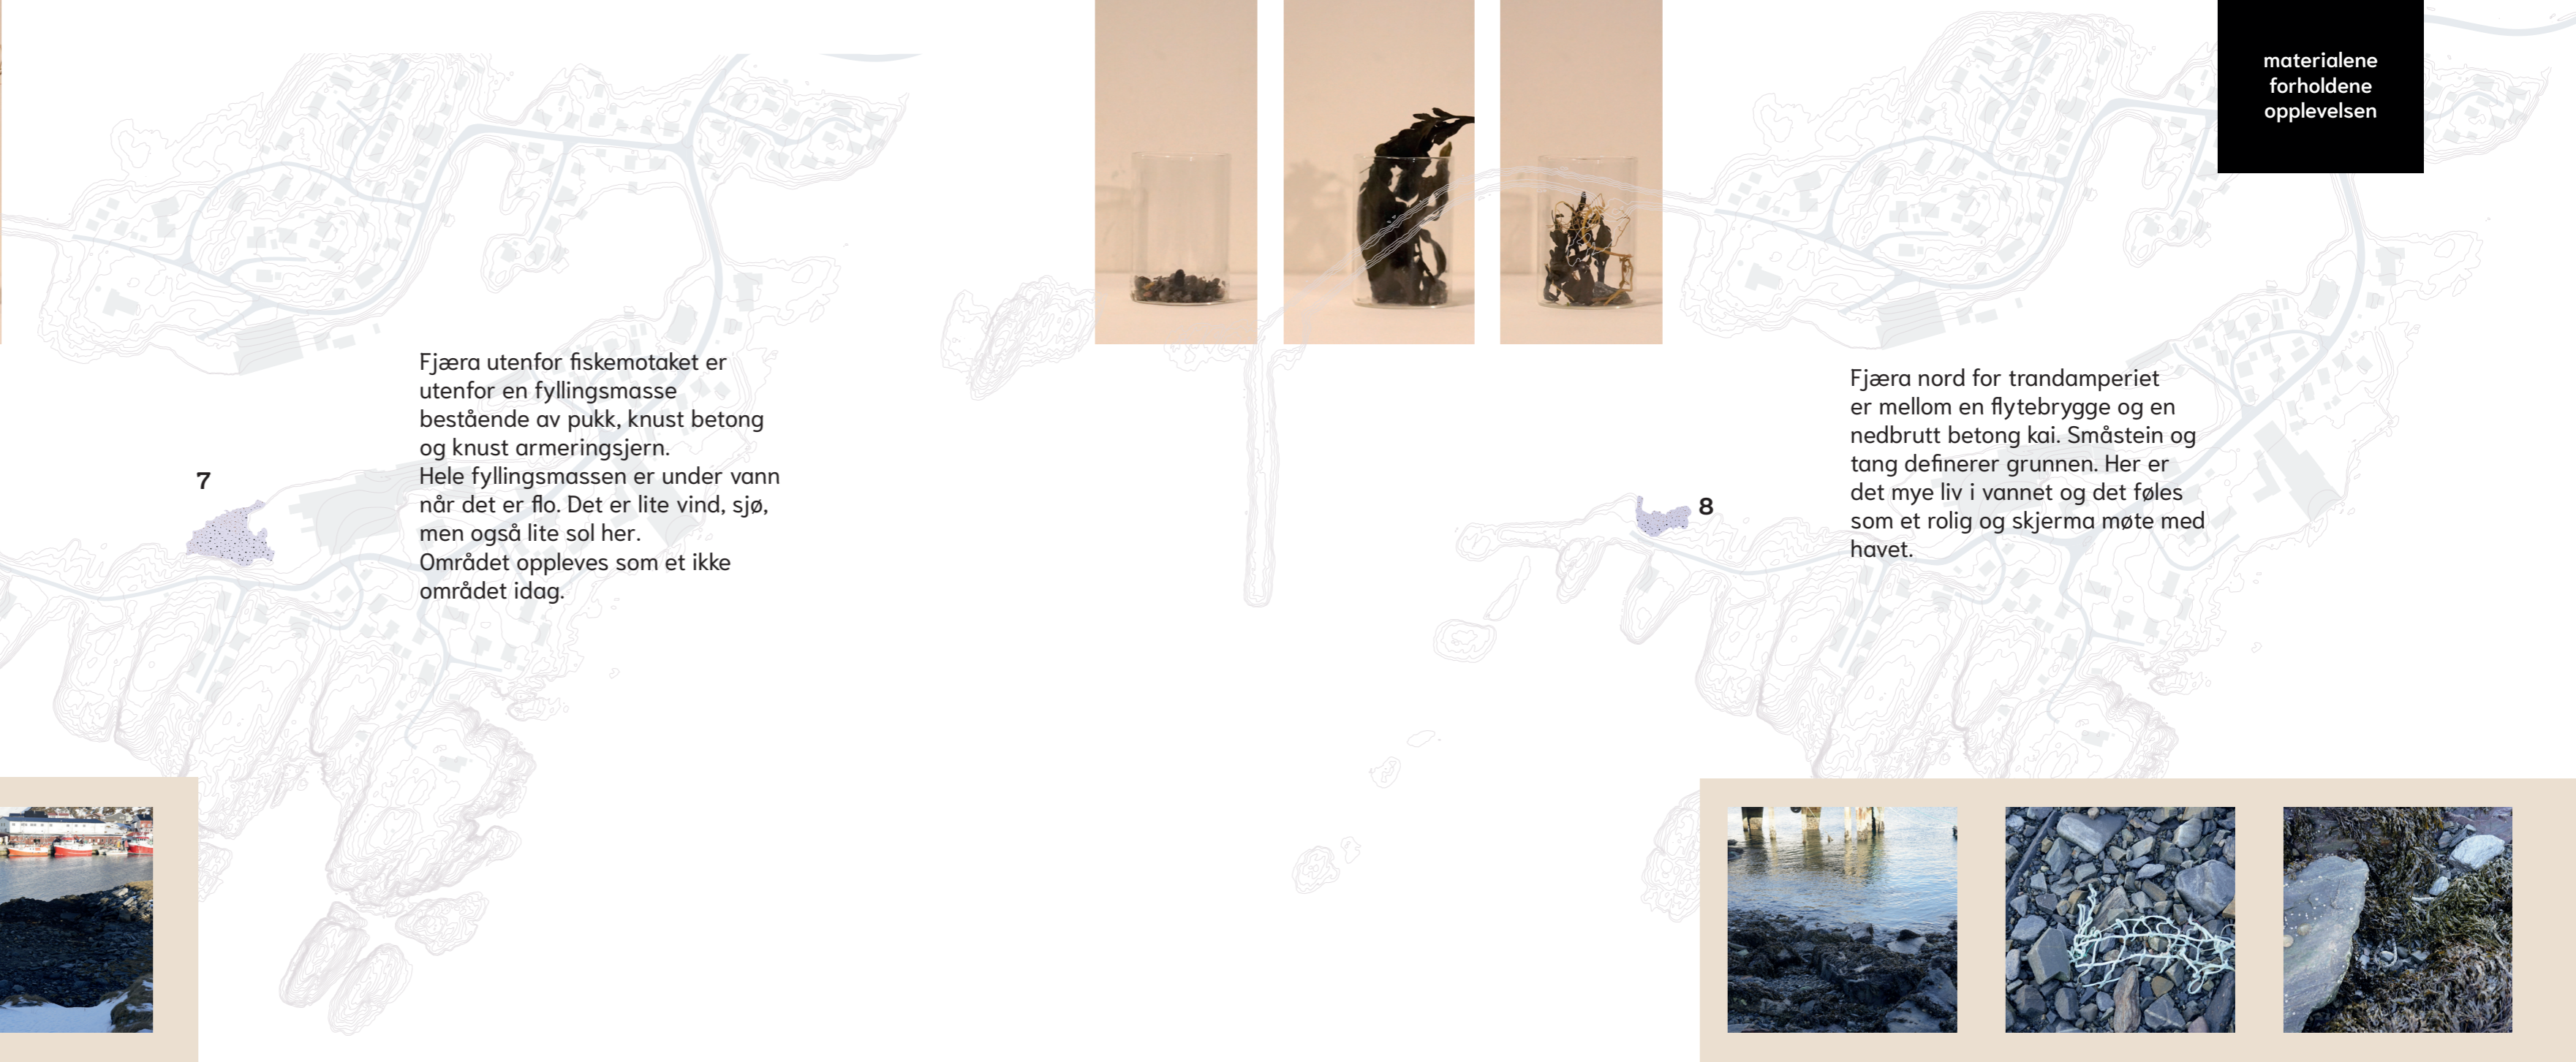 materialene
forholdene
opplevelsen
7
Fjæra utenfor fiskemotaket er
utenfor en fyllingsmasse
bestående av pukk, knust betong
og knust armeringsjern.
Hele fyllingsmassen er under vann
når det er flo. Det er lite vind, sjø,
men også lite sol her.
Området oppleves som et ikke
området idag.
8
Fjæra nord for trandamperiet
er mellom en flytebrygge og en
nedbrutt betong kai. Småstein og
tang definerer grunnen. Her er
det mye liv i vannet og det føles
som et rolig og skjerma møte med
havet.